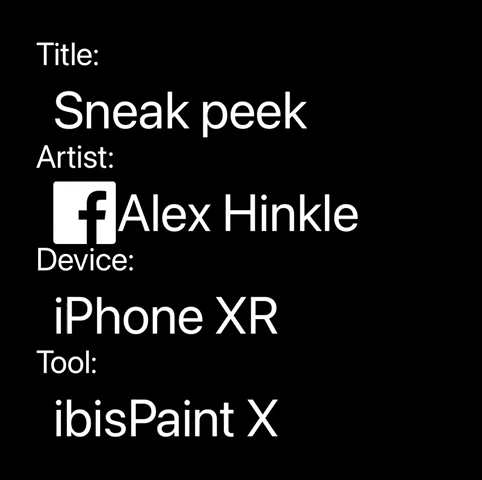 Title:
Sneak peek
Artist:
Alex Hinkle
Device:
iPhone XR
Tool:
ibisPaint X